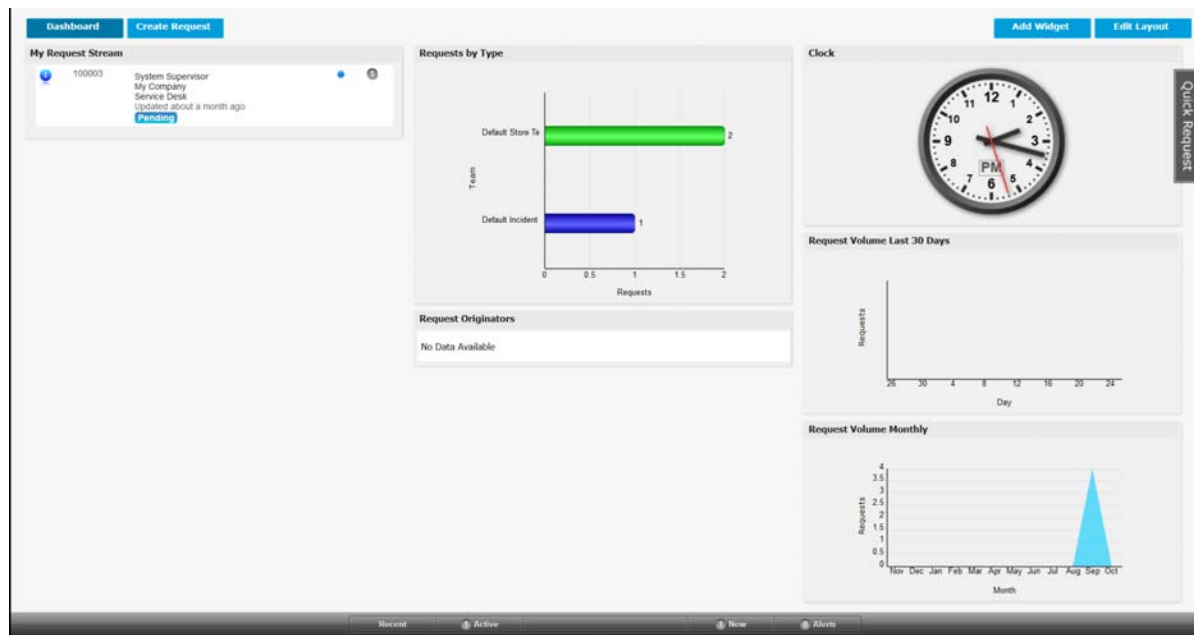 Dashboard
Create Request
Add Widget
Edit Layout
My Request Stream
100003
System Supervisor
My Company
Service Desk
Updated about a month ago
Pending
Requests by Type
Default Store Te
2
Default Incident
1
Team
0 0.5 1 1.5 2
Requests
Request Originators
No Data Available
Clock
12
1
2
3
4
5
6
7
8
9
10
11
PM
Quick Request
Request Volume Last 30 Days
Requests
26 30 4 8 12 16 20 24
Day
Request Volume Monthly
4
3.5
3
2.5
2
1.5
1
0.5
0
Requests
Nov Dec Jan Feb Mar Apr May Jun Jul Aug Sep Oct
Month
Recent
Active
New
Alerts